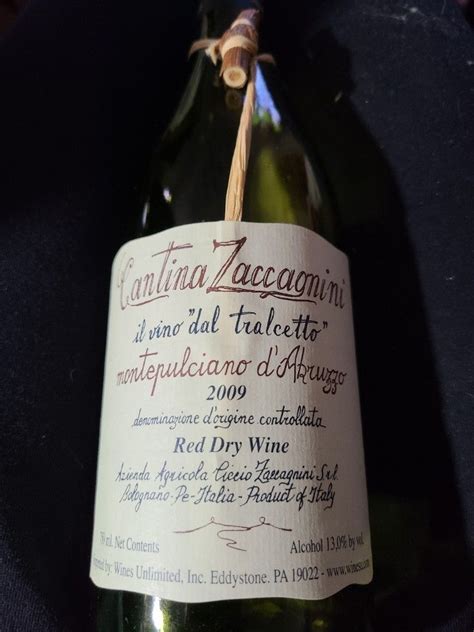 Cantina Zaccagnini
il vino "dal tralcetto"
montepulciano d'Abruzzo
2009
denominazione d'origine controllata
Red Dry Wine
Azienda Agricola Ciccio Zaccagnini S.r.l.
Bolognano-Pe-Italia-Product of Italy
ml. Net Contents
Alcohol 13,0% by vol.
by: Wines Unlimited, Inc. Eddystone. PA 19022 -